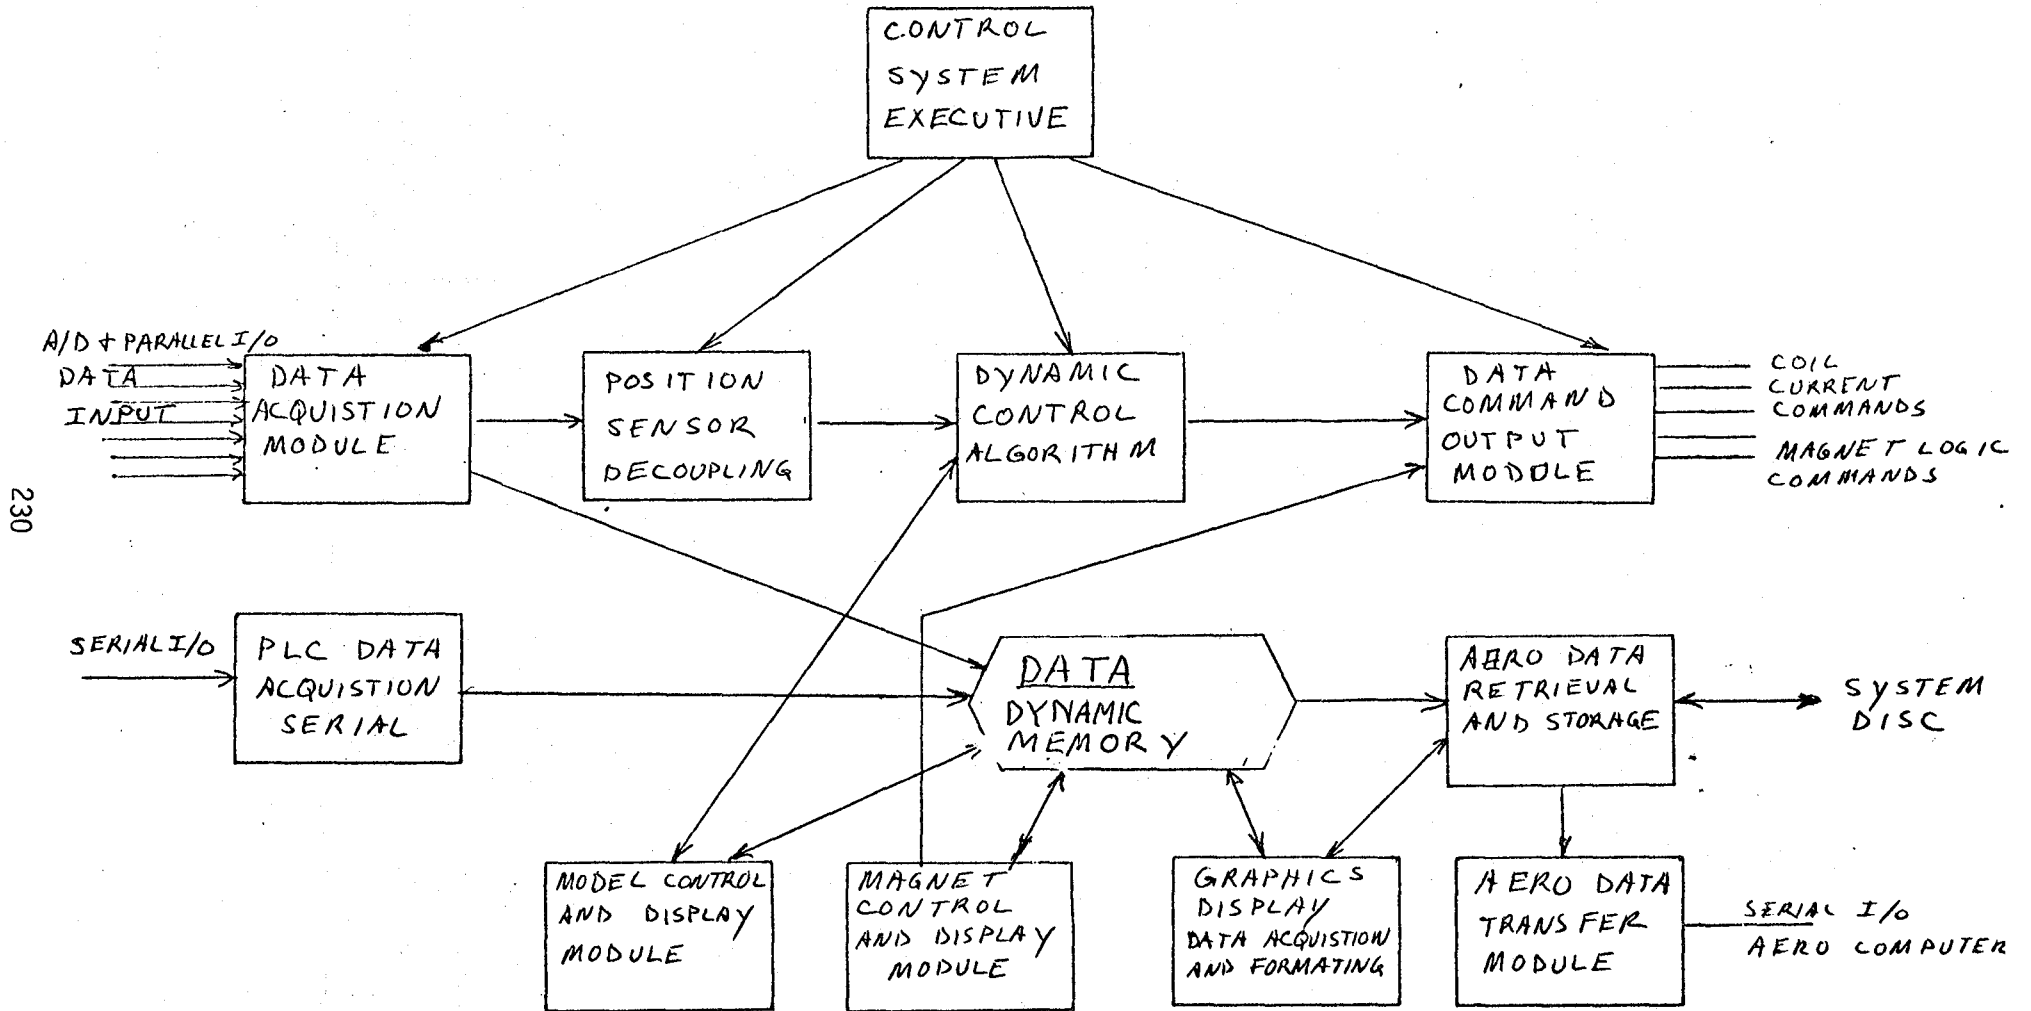 CONTROL
SYSTEM
EXECUTIVE
A/D + PARALLEL I/O
DATA
INPUT
DATA
ACQUISTION
MODULE
POSITION
SENSOR
DECOUPLING
DYNAMIC
CONTROL
ALGORITHM
DATA
COMMAND
OUTPUT
MODULE
COIL
CURRENT
COMMANDS
MAGNET LOGIC
COMMANDS
230
SERIAL I/O
PLC DATA
ACQUISTION
SERIAL
DATA
DYNAMIC
MEMORY
AERO DATA
RETRIEVAL
AND STORAGE
SYSTEM
DISC
MODEL CONTROL
AND DISPLAY
MODULE
MAGNET
CONTROL
AND DISPLAY
MODULE
GRAPHICS
DISPLAY
DATA ACQUISTION
AND FORMATING
AERO DATA
TRANSFER
MODULE
SERIAL I/O
AERO COMPUTER